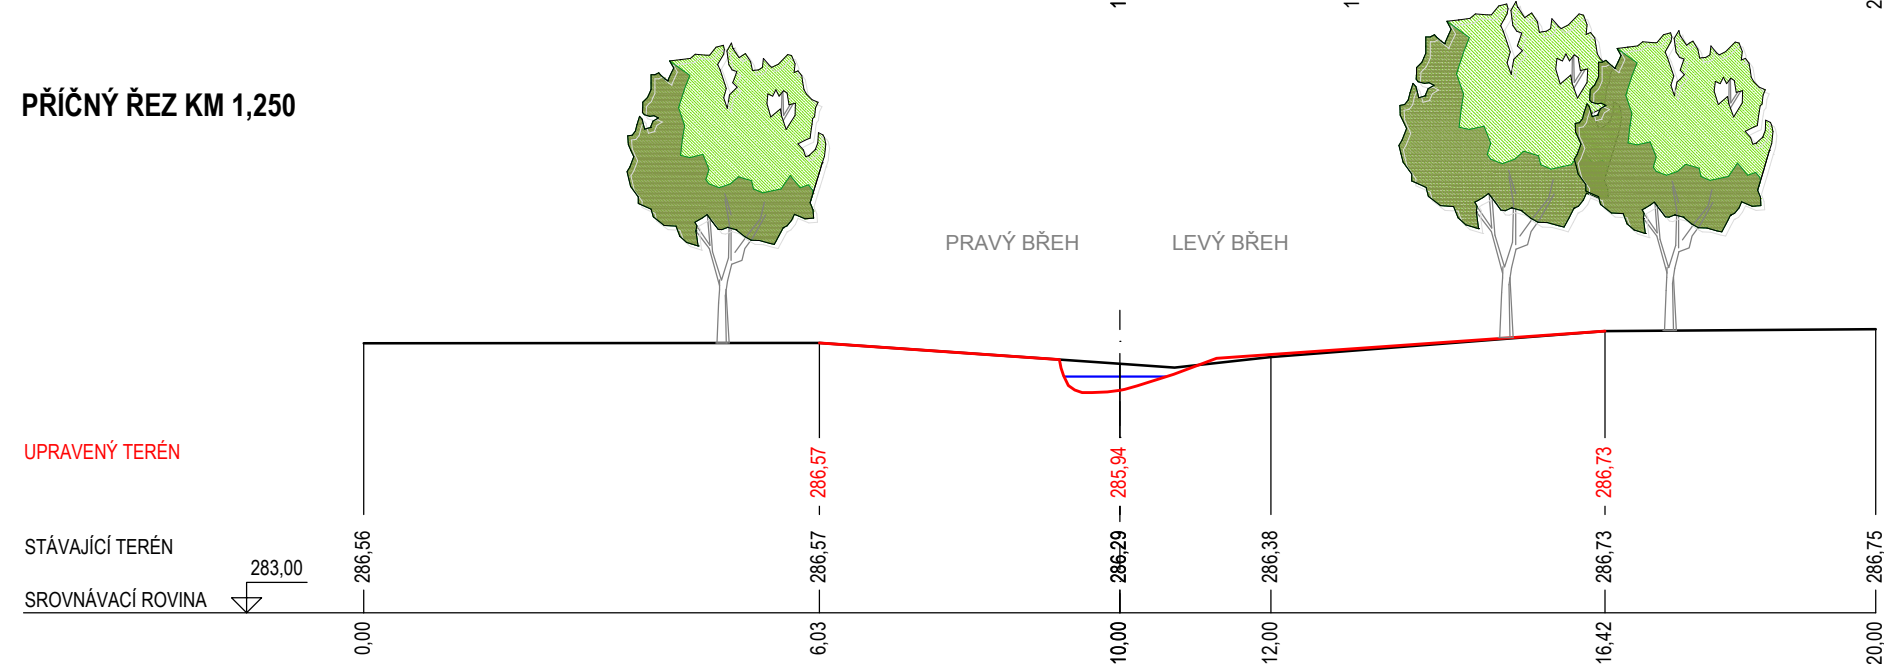 PŘÍČNÝ ŘEZ KM 1,250
PRAVÝ BŘEH
LEVÝ BŘEH
UPRAVENÝ TERÉN
286,57
285,94
286,73
STÁVAJÍCÍ TERÉN
286,56
286,57
286,29
286,38
286,73
286,75
283,00
SROVNÁVACÍ ROVINA
0,00
6,03
10,00
12,00
16,42
20,00